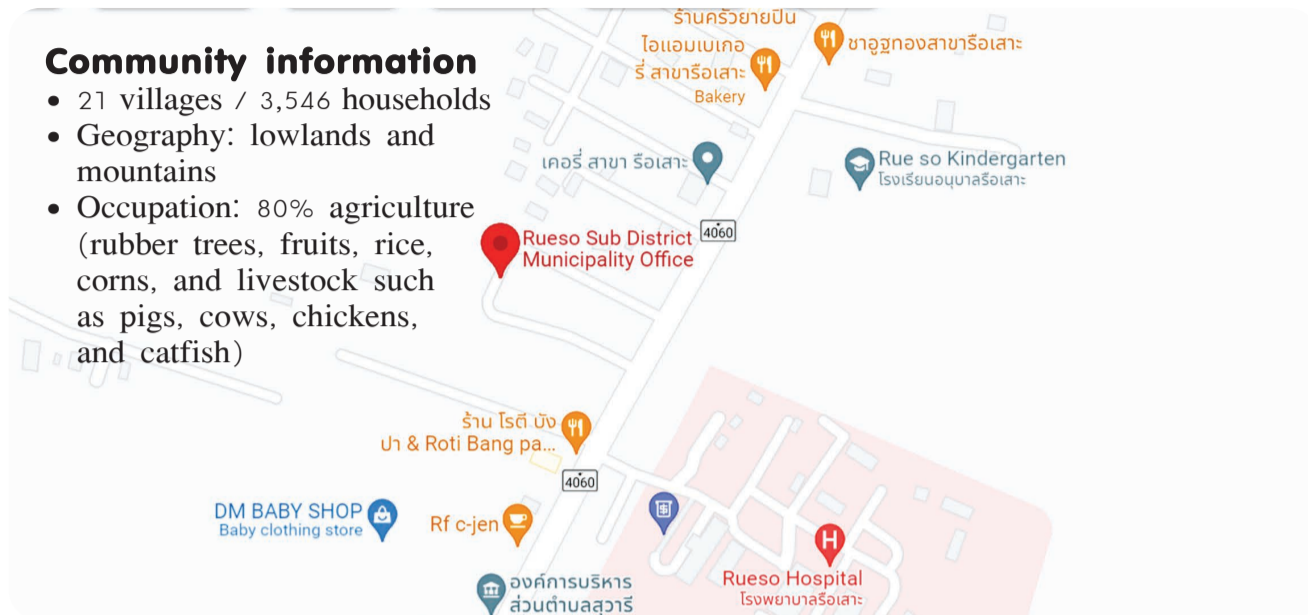 Community information
• 21 villages / 3,546 households
• Geography: lowlands and
mountains
• Occupation: 80% agriculture
(rubber trees, fruits, rice,
corns, and livestock such
as pigs, cows, chickens,
and catfish)
ร้านครัวยายปิ่น
ไอแอมเบเกอ
รี่ สาขารือเสาะ
Bakery
ชาอูฐทองสาขารือเสาะ
เคอรี่ สาขา รือเสาะ
Rue so Kindergarten
โรงเรียนอนุบาลรือเสาะ
4060
Rueso Sub District
Municipality Office
ร้าน โรตี บัง
ปา & Roti Bang pa...
4060
DM BABY SHOP
Baby clothing store
Rf c-jen
H
Rueso Hospital
โรงพยาบาลรือเสาะ
องค์การบริหาร
ส่วนตำบลสุวารี